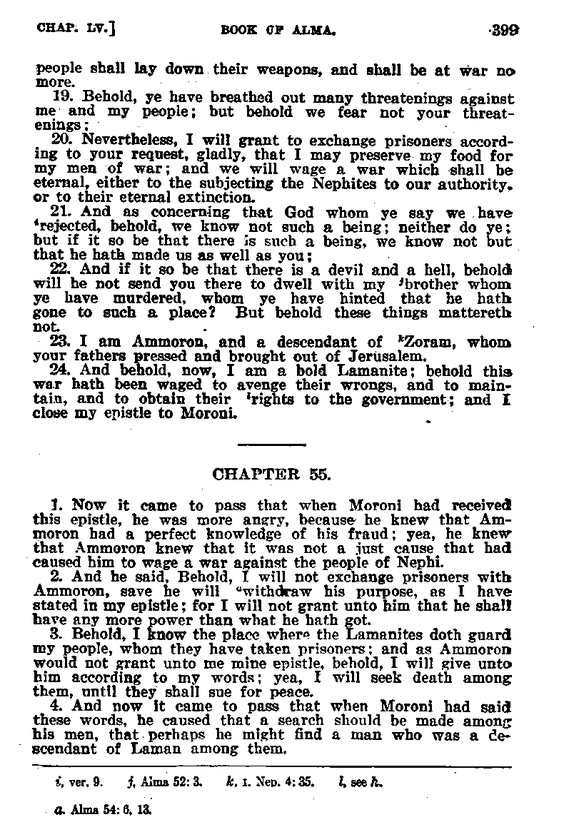 CHAP. LV.] BOOK OF ALMA. 399
people shall lay down their weapons, and shall be at war no
more.
19. Behold, ye have breathed out many threatenings against
me and my people; but behold we fear not your threat-
enings;
20. Nevertheless, I will grant to exchange prisoners accord-
ing to your request, gladly, that I may preserve my food for
my men of war; and we will wage a war which shall be
eternal, either to the subjecting the Nephites to our authority,
or to their eternal extinction.
21. And as concerning that God whom ye say we have
ⁱrejected, behold, we know not such a being; neither do ye;
but if it so be that there is such a being, we know not but
that he hath made us as well as you;
22. And if it so be that there is a devil and a hell, behold
will he not send you there to dwell with my ʲbrother whom
ye have murdered, whom ye have hinted that he hath
gone to such a place? But behold these things mattereth
not.
23. I am Ammoron, and a descendant of ᵏZoram, whom
your fathers pressed and brought out of Jerusalem.
24. And behold, now, I am a bold Lamanite; behold this
war hath been waged to avenge their wrongs, and to main-
tain, and to obtain their ˡrights to the government; and I
close my epistle to Moroni.
CHAPTER 55.
1. Now it came to pass that when Moroni had received
this epistle, he was more angry, because he knew that Am-
moron had a perfect knowledge of his fraud; yea, he knew
that Ammoron knew that it was not a just cause that had
caused him to wage a war against the people of Nephi.
2. And he said, Behold, I will not exchange prisoners with
Ammoron, save he will ᵃwithdraw his purpose, as I have
stated in my epistle; for I will not grant unto him that he shall
have any more power than what he hath got.
3. Behold, I know the place where the Lamanites doth guard
my people, whom they have taken prisoners; and as Ammoron
would not grant unto me mine epistle, behold, I will give unto
him according to my words; yea, I will seek death among
them, until they shall sue for peace.
4. And now it came to pass that when Moroni had said
these words, he caused that a search should be made among
his men, that perhaps he might find a man who was a de-
scendant of Laman among them.
i, ver. 9. j, Alma 52:3. k, I. Nep. 4:35. l, see h.
a. Alma 54:6, 13.